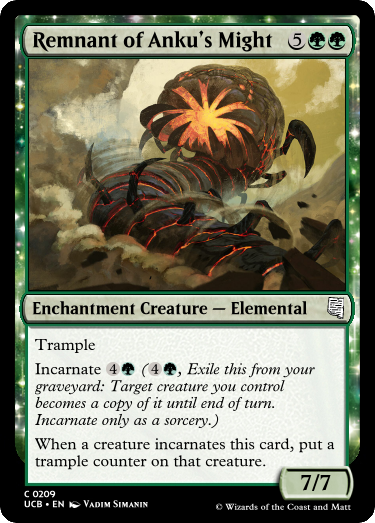 Remnant of Anku's Might 5
Enchantment Creature — Elemental
Trample
Incarnate 4 (4, Exile this from your
graveyard: Target creature you control
becomes a copy of it until end of turn.
Incarnate only as a sorcery.)
When a creature incarnates this card, put a
trample counter on that creature.
7/7
C 0209
UCB • EN Vadim Simanin
© Wizards of the Coast and Matt